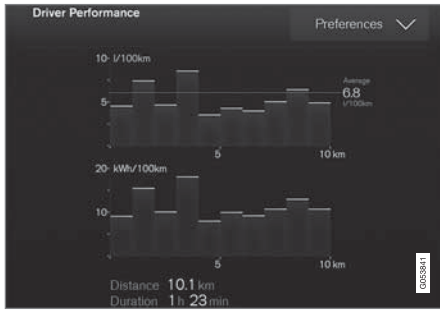 Driver Performance
Preferences
10- l/100km
Average
6.8
l/100km
5-
5
10 km
20- kWh/100km
10-
5
10 km
Distance 10.1 km
Duration 1 h 23 min
G053841